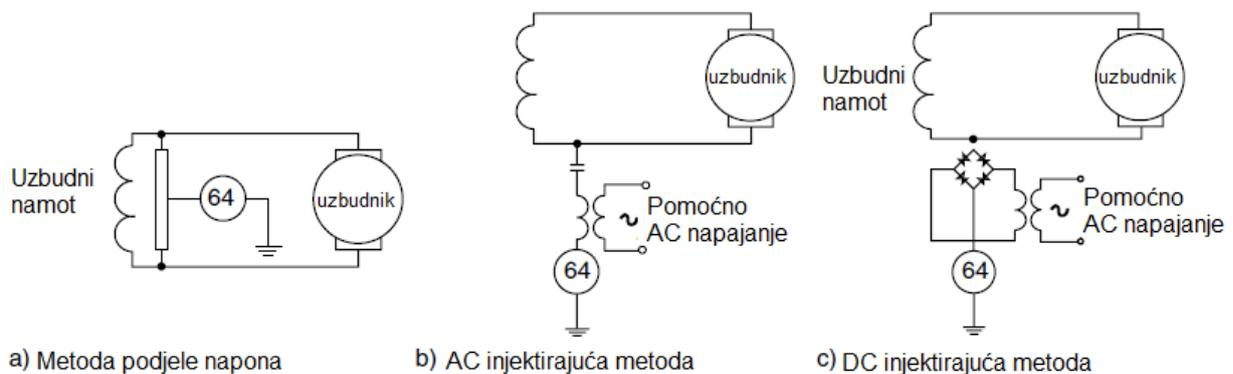 Uzbudni
namot
64
uzbudnik
a) Metoda podjele napona
uzbudnik
Pomoćno
AC napajanje
64
b) AC injektirajuća metoda
Uzbudni
namot
uzbudnik
Pomoćno
AC napajanje
64
c) DC injektirajuća metoda